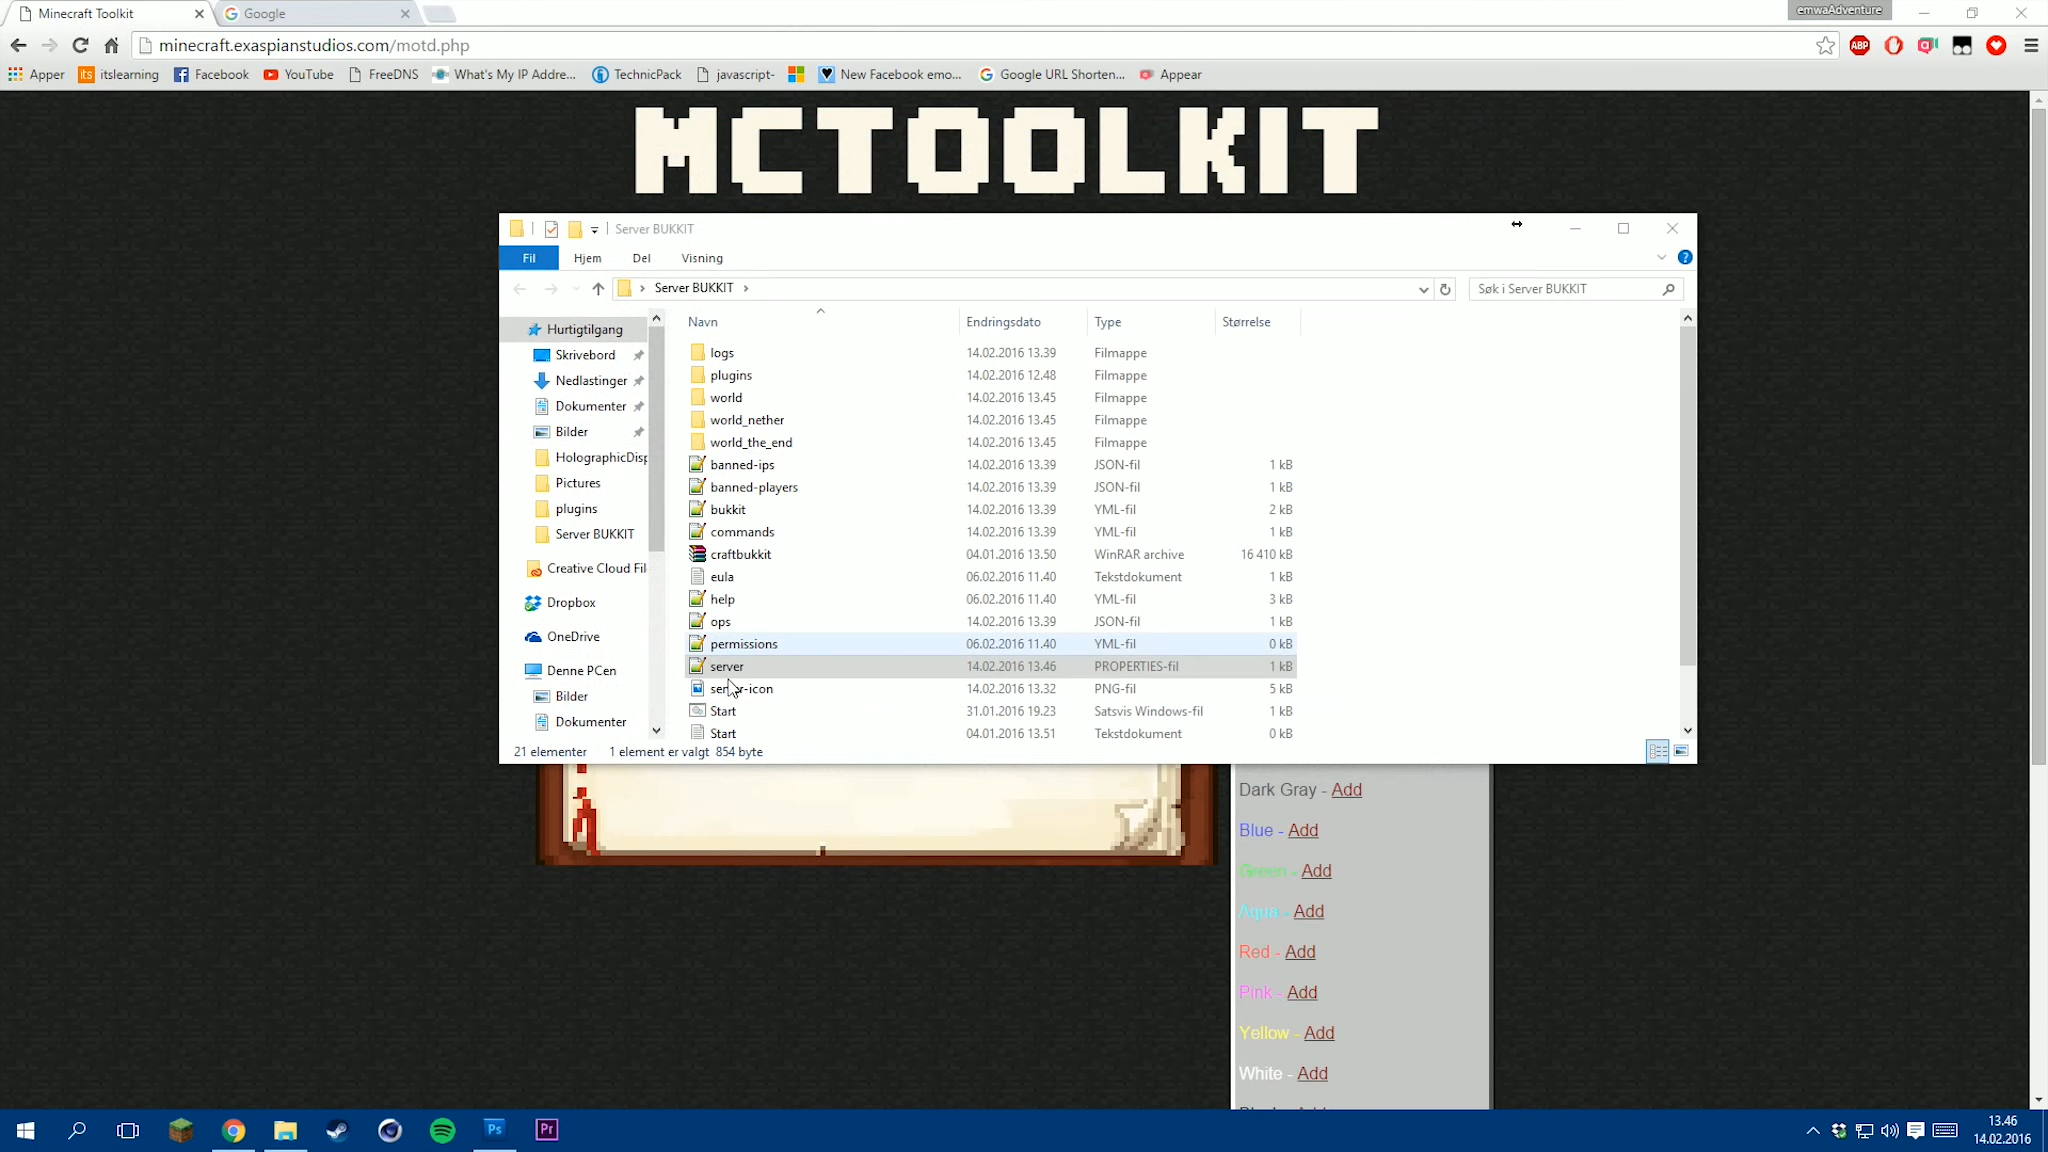 Minecraft Toolkit
Google
emwaAdventure
minecraft.exaspianstudios.com/motd.php
Apper
its itslearning
Facebook
YouTube
FreeDNS
What's My IP Addre...
TechnicPack
javascript-
New Facebook emo...
Google URL Shorten...
Appear
ABP
MCTOOLKIT
Server BUKKIT
Fil
Hjem
Del
Visning
Server BUKKIT
Søk i Server BUKKIT
Hurtigtilgang
Skrivebord
Nedlastinger
Dokumenter
Bilder
HolographicDisp
Pictures
plugins
Server BUKKIT
Creative Cloud Fil
Dropbox
OneDrive
Denne PCen
Bilder
Dokumenter
Navn Endringsdato Type Størrelse
logs 14.02.2016 13.39 Filmappe
plugins 14.02.2016 12.48 Filmappe
world 14.02.2016 13.45 Filmappe
world_nether 14.02.2016 13.45 Filmappe
world_the_end 14.02.2016 13.45 Filmappe
banned-ips 14.02.2016 13.39 JSON-fil 1 kB
banned-players 14.02.2016 13.39 JSON-fil 1 kB
bukkit 14.02.2016 13.39 YML-fil 2 kB
commands 14.02.2016 13.39 YML-fil 1 kB
craftbukkit 04.01.2016 13.50 WinRAR archive 16 410 kB
eula 06.02.2016 11.40 Tekstdokument 1 kB
help 06.02.2016 11.40 YML-fil 3 kB
ops 14.02.2016 13.39 JSON-fil 1 kB
permissions 06.02.2016 11.40 YML-fil 0 kB
server 14.02.2016 13.46 PROPERTIES-fil 1 kB
server-icon 14.02.2016 13.32 PNG-fil 5 kB
Start 31.01.2016 19.23 Satsvis Windows-fil 1 kB
Start 04.01.2016 13.51 Tekstdokument 0 kB
21 elementer 1 element er valgt 854 byte
Dark Gray - Add
Blue - Add
Green - Add
Aqua - Add
Red - Add
Pink - Add
Yellow - Add
White - Add
Ps
Pr
13.46
14.02.2016